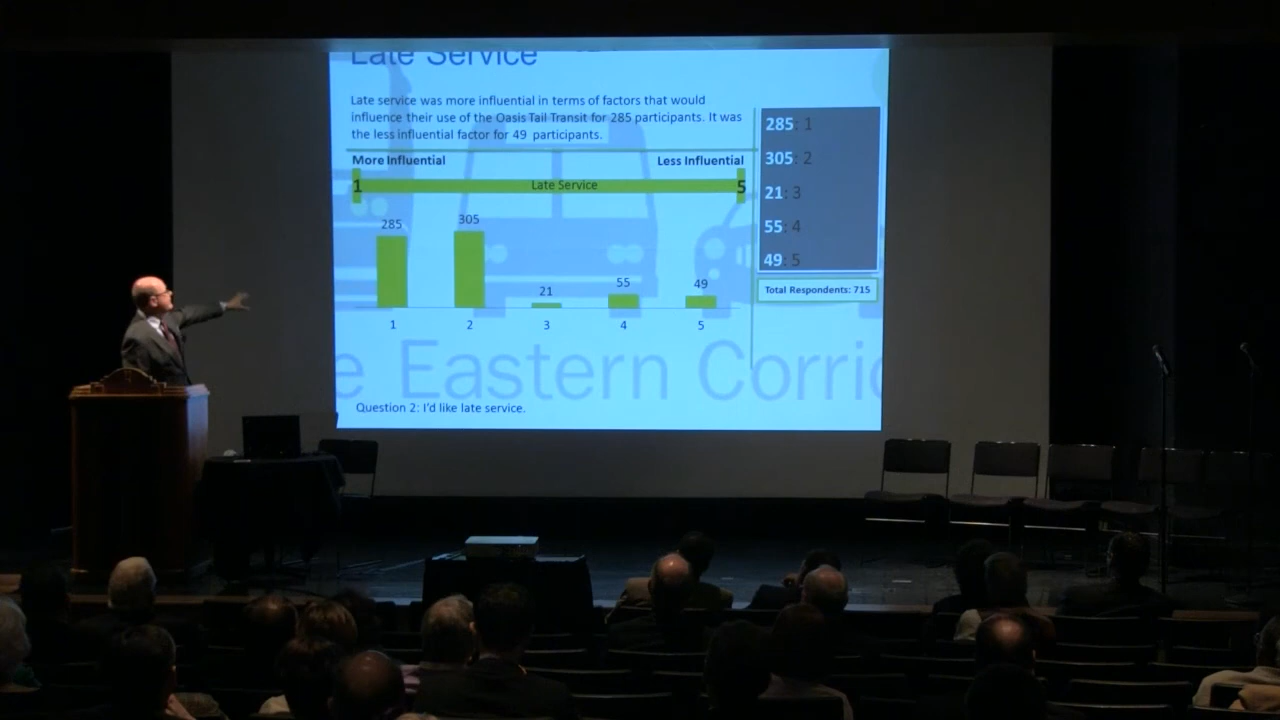 Late Service
Late service was more influential in terms of factors that would
influence their use of the Oasis Tail Transit for 285 participants. It was
the less influential factor for 49 participants.
More Influential
Less Influential
1
Late Service
5
285
305
21
55
49
1
2
3
4
5
285: 1
305: 2
21: 3
55: 4
49: 5
Total Respondents: 715
e Eastern Corri
Question 2: I'd like late service.